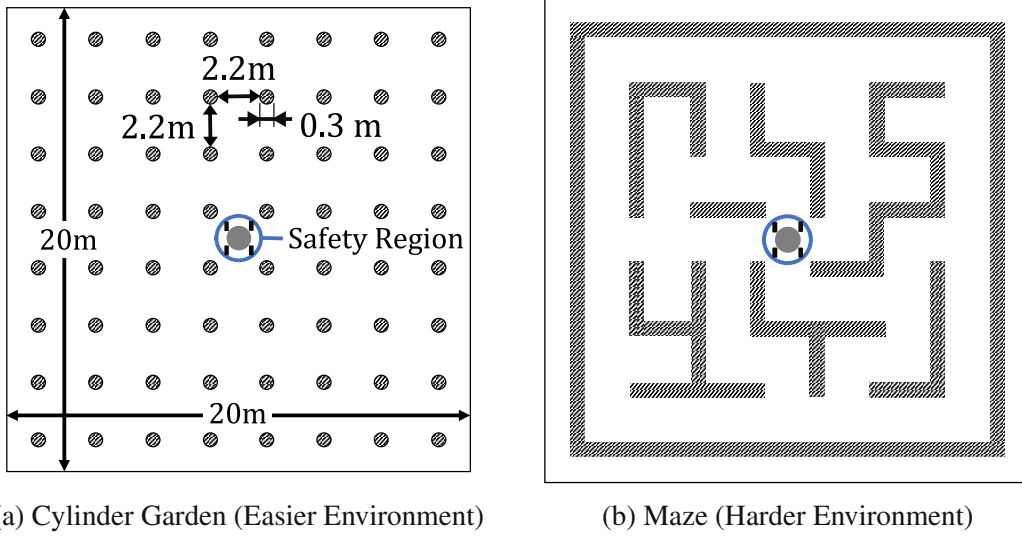 2.2m
2.2m
0.3 m
20m
Safety Region
20m
(a) Cylinder Garden (Easier Environment)
(b) Maze (Harder Environment)